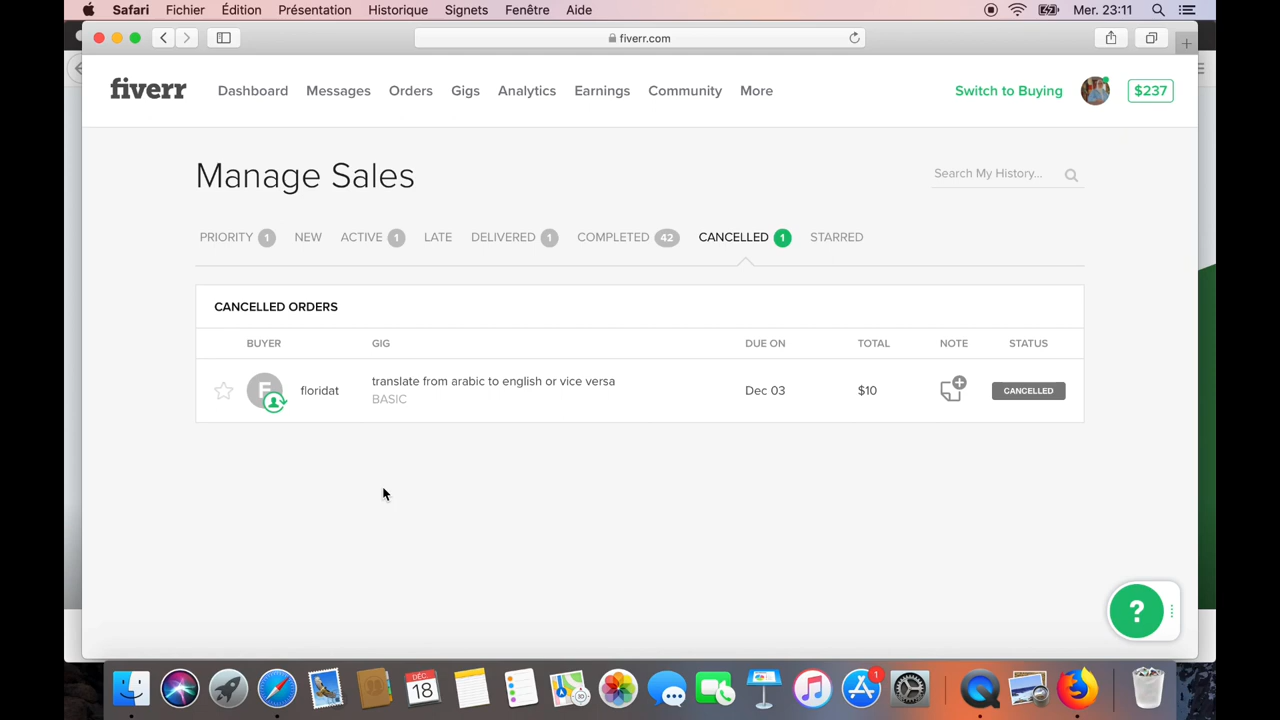 Safari Fichier Édition Présentation Historique Signets Fenêtre Aide Mer. 23:11
fiverr.com
fiverr Dashboard Messages Orders Gigs Analytics Earnings Community More Switch to Buying $237
Manage Sales
Search My History...
PRIORITY 1 NEW ACTIVE 1 LATE DELIVERED 1 COMPLETED 42 CANCELLED 1 STARRED
CANCELLED ORDERS
BUYER GIG DUE ON TOTAL NOTE STATUS
F floridat translate from arabic to english or vice versa Dec 03 $10 CANCELLED
BASIC
?
DÉC
18
1